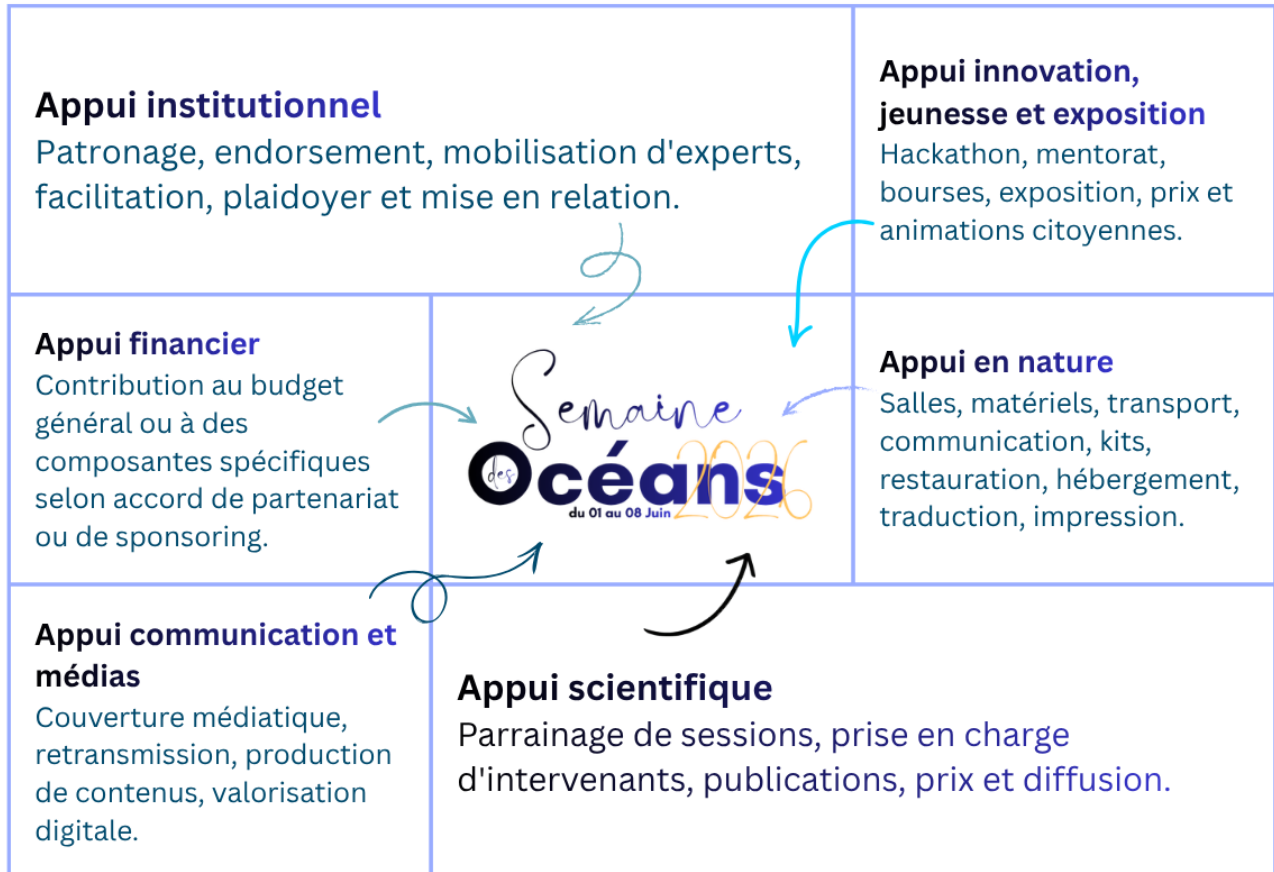 Appui institutionnel
Patronage, endorsement, mobilisation d'experts,
facilitation, plaidoyer et mise en relation.
Appui innovation,
jeunesse et exposition
Hackathon, mentorat,
bourses, exposition, prix et
animations citoyennes.
Appui financier
Contribution au budget
général ou à des
composantes spécifiques
selon accord de partenariat
ou de sponsoring.
Semaine
des Océans 2026
du 01 au 08 Juin
Appui en nature
Salles, matériels, transport,
communication, kits,
restauration, hébergement,
traduction, impression.
Appui communication et
médias
Couverture médiatique,
retransmission, production
de contenus, valorisation
digitale.
Appui scientifique
Parrainage de sessions, prise en charge
d'intervenants, publications, prix et diffusion.